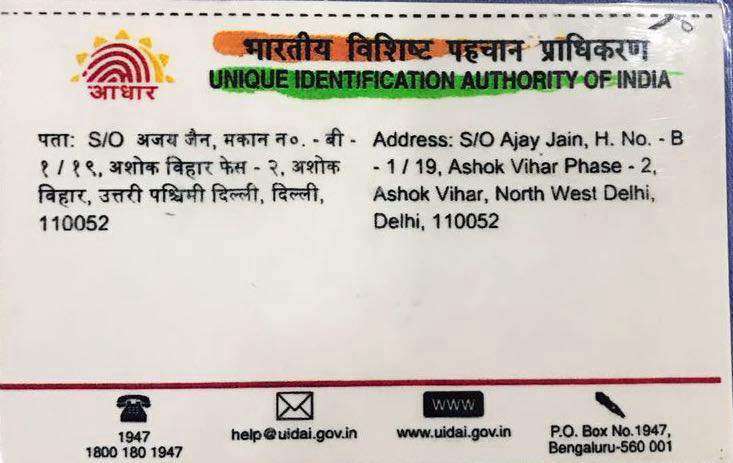 भारतीय विशिष्ट पहचान प्राधिकरण
UNIQUE IDENTIFICATION AUTHORITY OF INDIA
आधार
पता: S/O अजय जैन, मकान न०. - बी -
१ / १९, अशोक विहार फेस - २, अशोक
विहार, उत्तरी पश्चिमी दिल्ली, दिल्ली,
110052
Address: S/O Ajay Jain, H. No. - B
- 1 / 19, Ashok Vihar Phase - 2,
Ashok Vihar, North West Delhi,
Delhi, 110052
1947
1800 180 1947
help@uidai.gov.in
WWW
www.uidai.gov.in
P.O. Box No.1947,
Bengaluru-560 001